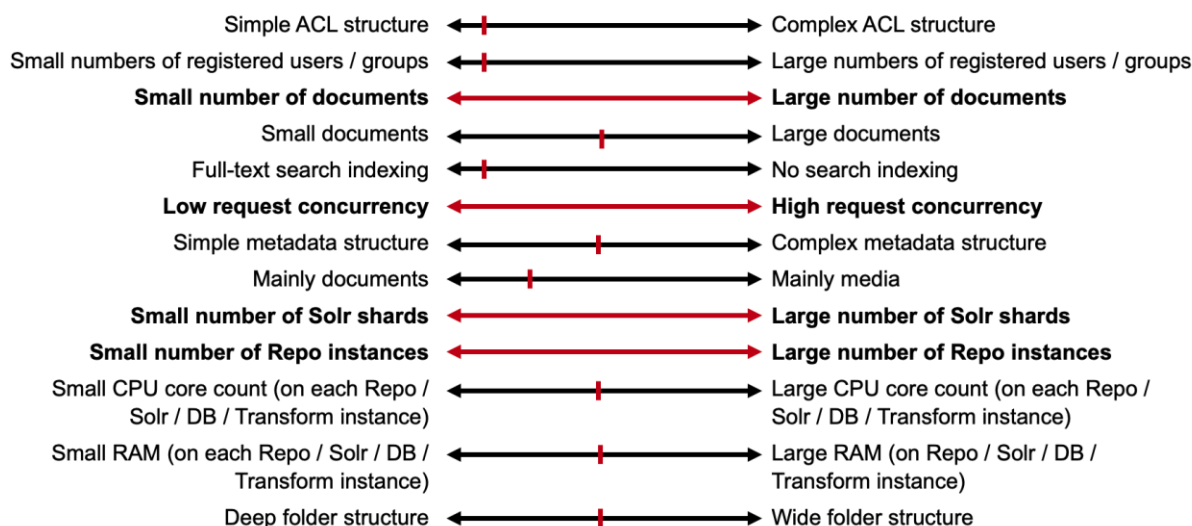 Simple ACL structure Complex ACL structure
Small numbers of registered users / groups Large numbers of registered users / groups
Small number of documents Large number of documents
Small documents Large documents
Full-text search indexing No search indexing
Low request concurrency High request concurrency
Simple metadata structure Complex metadata structure
Mainly documents Mainly media
Small number of Solr shards Large number of Solr shards
Small number of Repo instances Large number of Repo instances
Small CPU core count (on each Repo / Large CPU core count (on each Repo /
Solr / DB / Transform instance) Solr / DB / Transform instance)
Small RAM (on each Repo / Solr / DB / Large RAM (on Repo / Solr / DB /
Transform instance) Transform instance)
Deep folder structure Wide folder structure